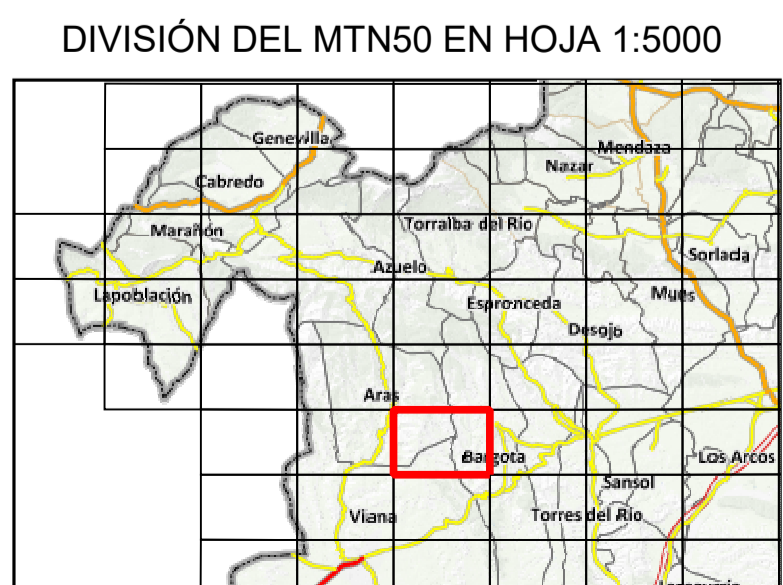 DIVISIÓN DEL MTN50 EN HOJA 1:5000
Genevilla
Mendaza
Nazar
Cabredo
Torralba del Río
Marañón
Sorlada
Azuelo
Lapoblación
Mues
Espronceda
Desojo
Aras
Bargota
Los Arcos
Sansol
Viana
Torres del Río